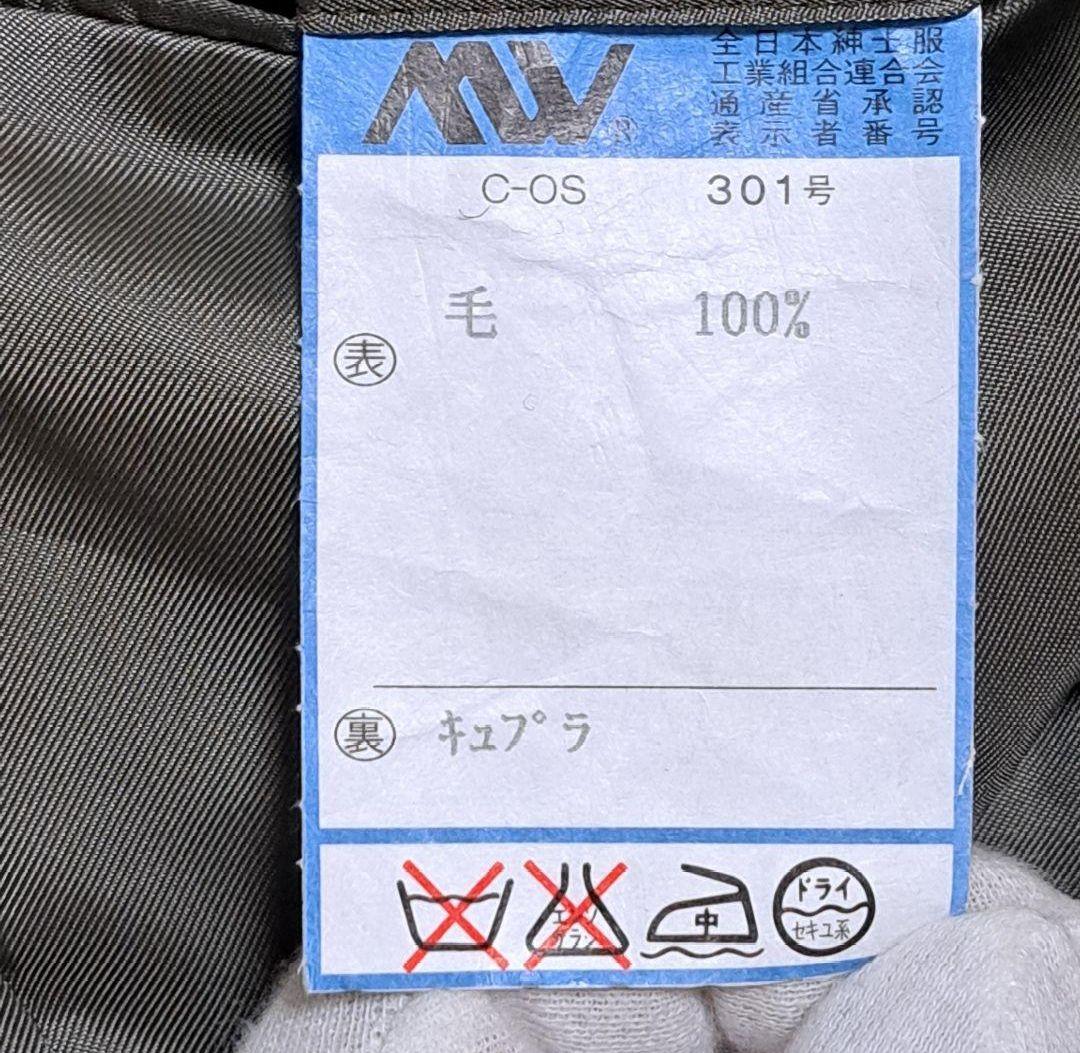 MW®
全日本紳士服
工業組合連合会
通産省承認
表示者番号
C-OS 301号
毛 100%
表
裏 ｷｭﾌﾟﾗ
エンソ
サラシ
中
ドライ
セキユ系